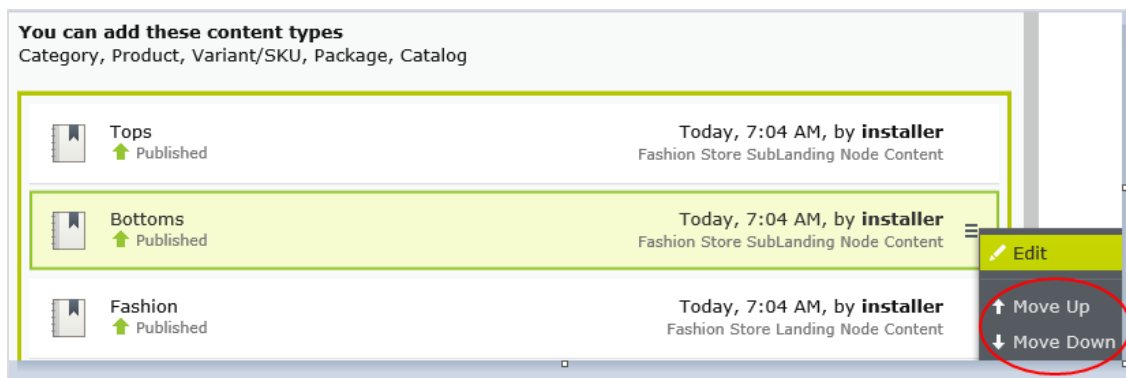 You can add these content types
Category, Product, Variant/SKU, Package, Catalog
Tops
Published
Today, 7:04 AM, by installer
Fashion Store SubLanding Node Content
Bottoms
Published
Today, 7:04 AM, by installer
Fashion Store SubLanding Node Content
Edit
Move Up
Move Down
Fashion
Published
Today, 7:04 AM, by installer
Fashion Store Landing Node Content